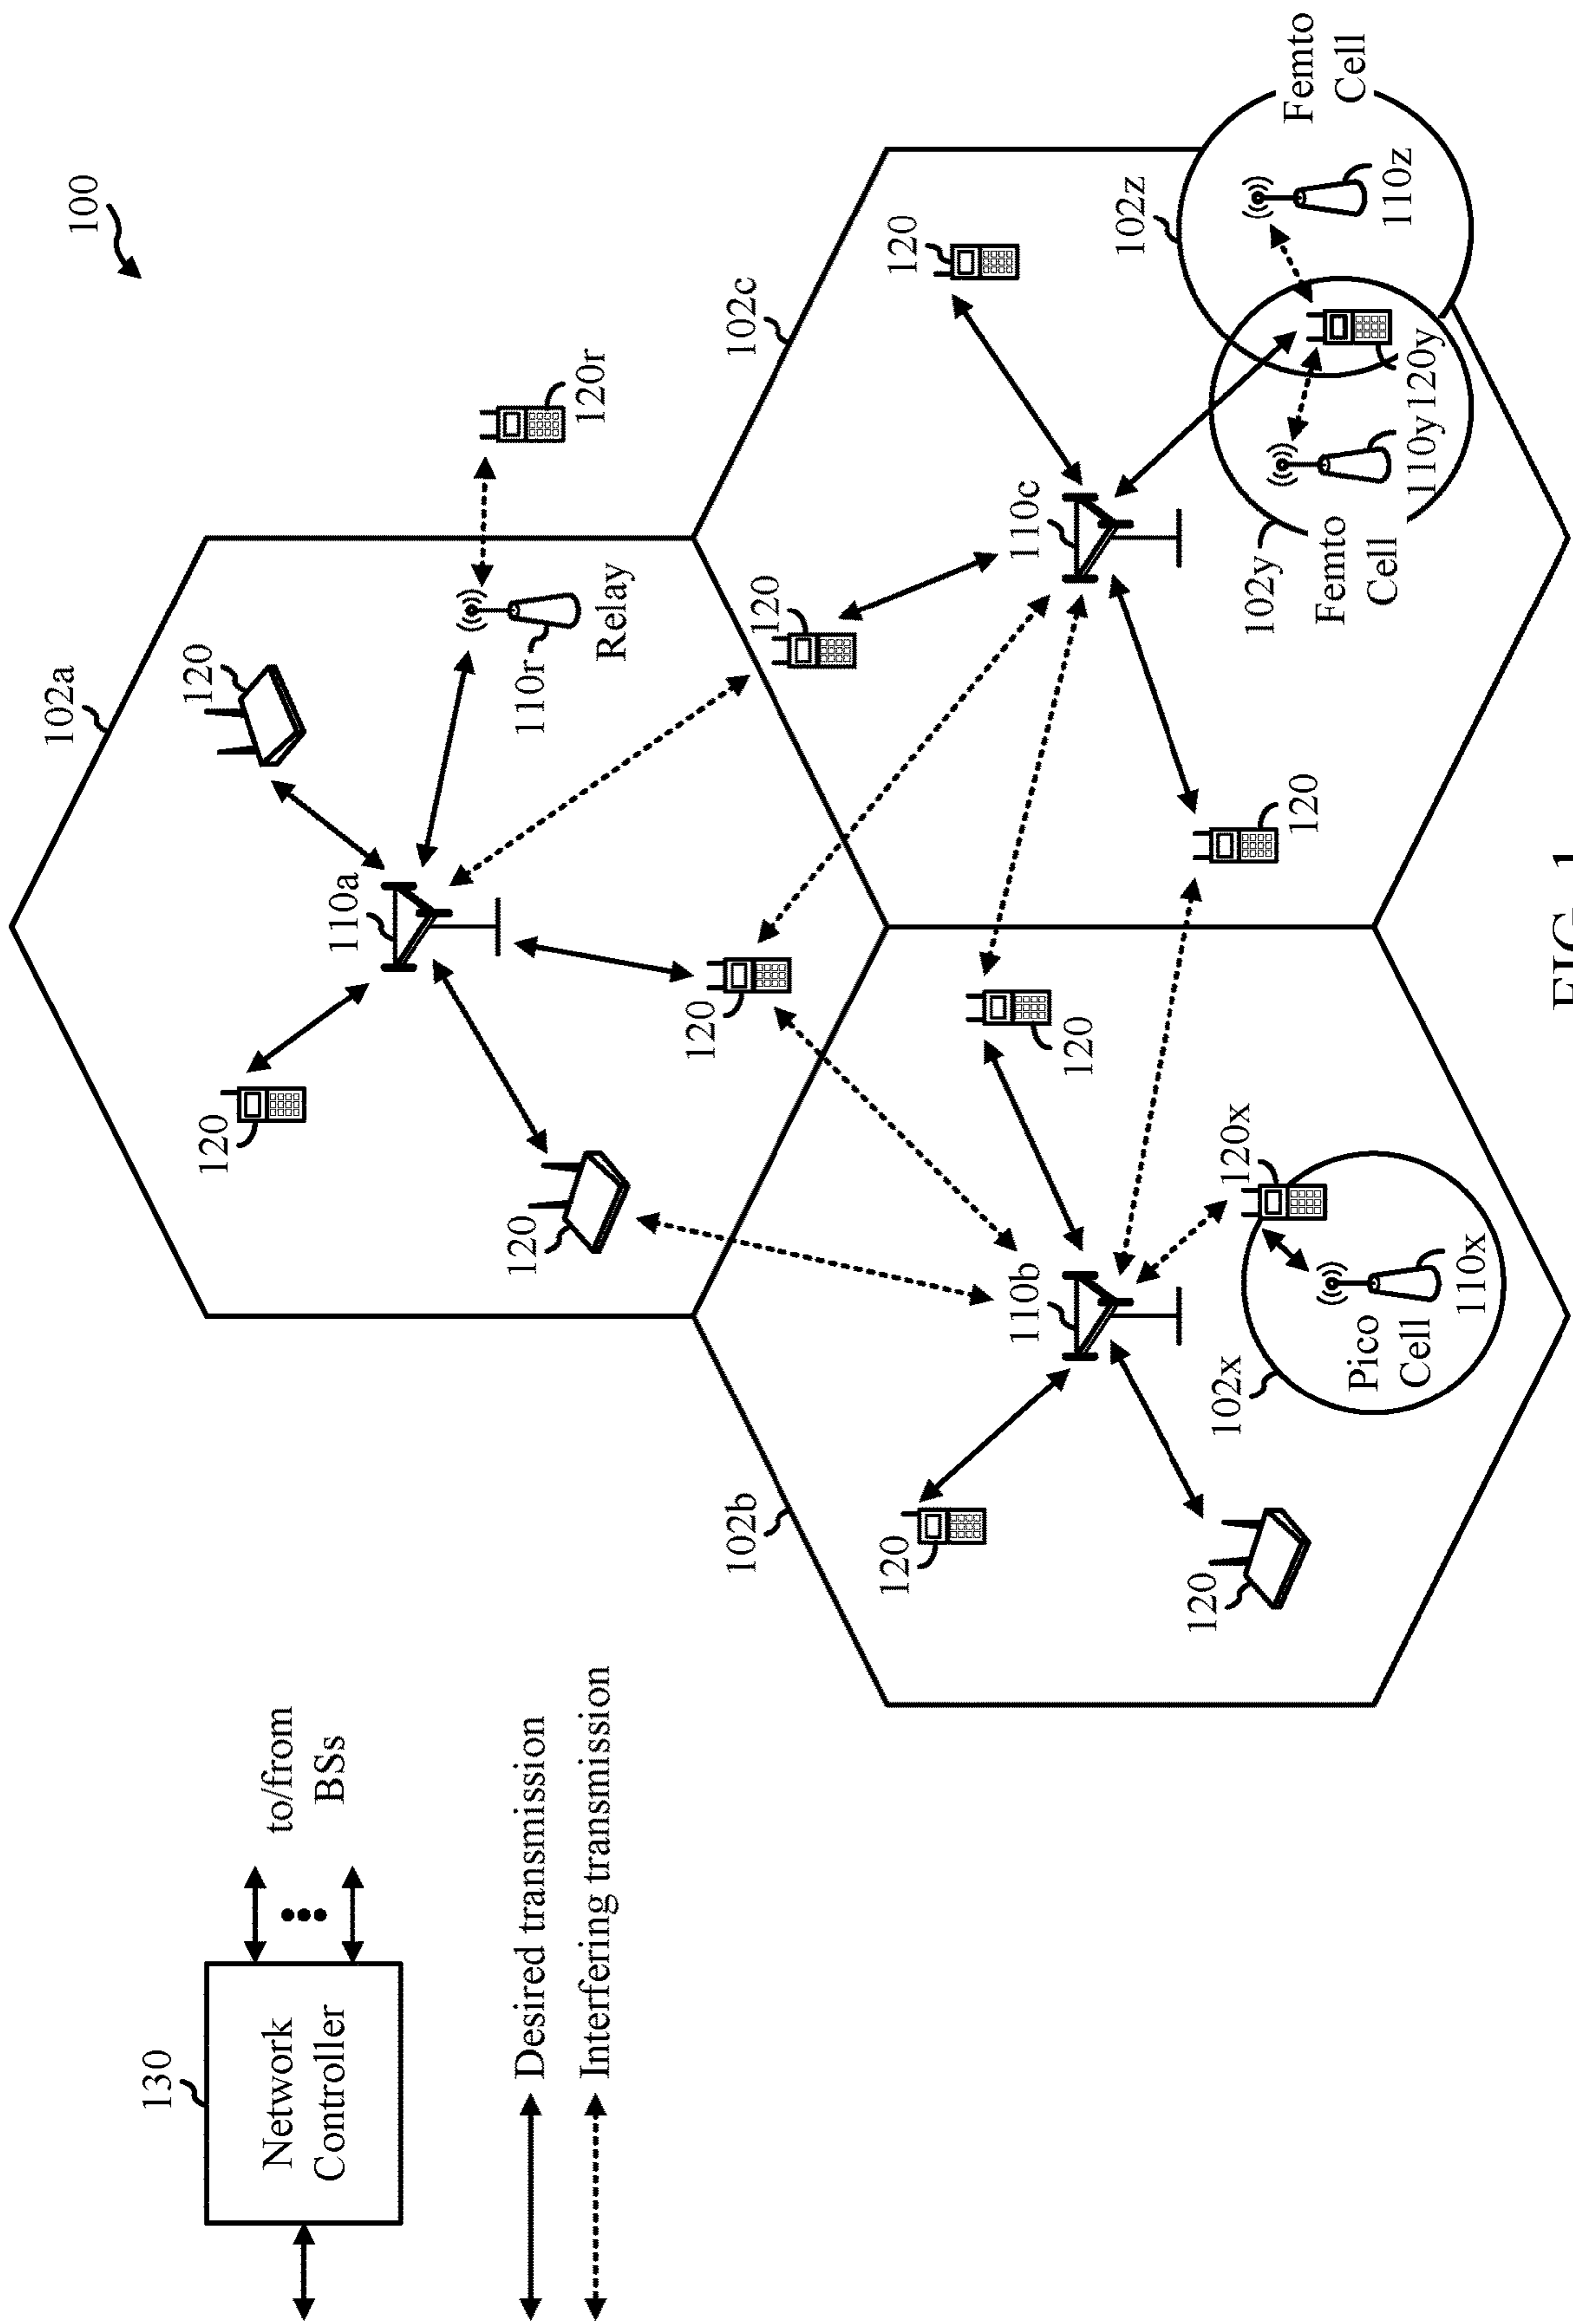 100
130
Network
Controller
to/from
BSs
Desired transmission
Interfering transmission
102a
120
120
110a
120
110r
Relay
120r
120
120
102b
102c
120
110b
120
120
120
102x
Pico
Cell
110x
120x
120
110c
120
120
102y
Femto
Cell
110y
120y
102z
110z
Femto
Cell
FIG. 1